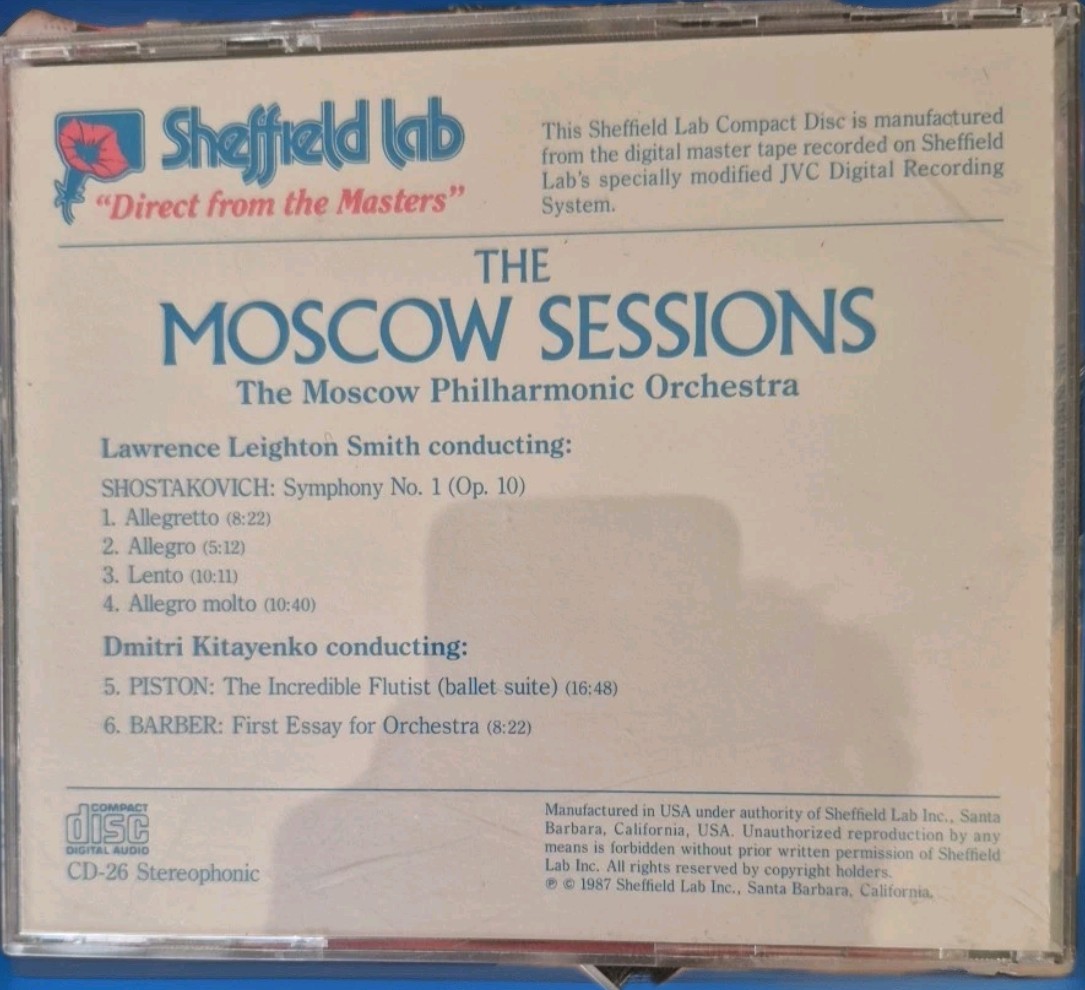 Sheffield Lab
"Direct from the Masters"
This Sheffield Lab Compact Disc is manufactured
from the digital master tape recorded on Sheffield
Lab's specially modified JVC Digital Recording
System.
THE
MOSCOW SESSIONS
The Moscow Philharmonic Orchestra
Lawrence Leighton Smith conducting:
SHOSTAKOVICH: Symphony No. 1 (Op. 10)
1. Allegretto (8:22)
2. Allegro (5:12)
3. Lento (10:11)
4. Allegro molto (10:40)
Dmitri Kitayenko conducting:
5. PISTON: The Incredible Flutist (ballet suite) (16:48)
6. BARBER: First Essay for Orchestra (8:22)
COMPACT
disc
DIGITAL AUDIO
CD-26 Stereophonic
Manufactured in USA under authority of Sheffield Lab Inc., Santa
Barbara, California, USA. Unauthorized reproduction by any
means is forbidden without prior written permission of Sheffield
Lab Inc. All rights reserved by copyright holders.
℗ © 1987 Sheffield Lab Inc., Santa Barbara, California.